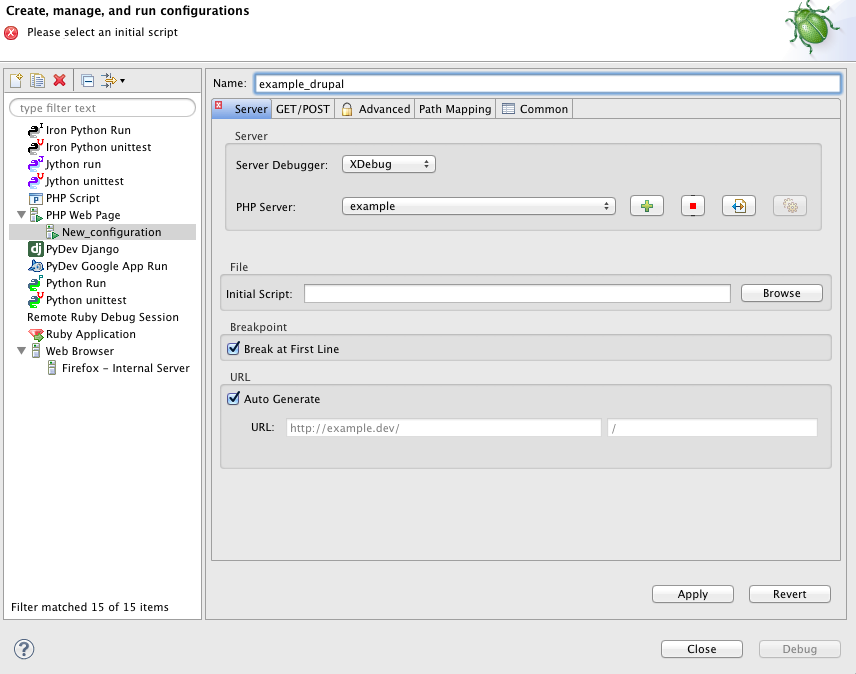 Create, manage, and run configurations
Please select an initial script
type filter text
Iron Python Run
Iron Python unittest
Jython run
Jython unittest
PHP Script
PHP Web Page
New_configuration
PyDev Django
PyDev Google App Run
Python Run
Python unittest
Remote Ruby Debug Session
Ruby Application
Web Browser
Firefox - Internal Server
Filter matched 15 of 15 items
Name: example_drupal
Server GET/POST Advanced Path Mapping Common
Server
Server Debugger: XDebug
PHP Server: example
File
Initial Script: Browse
Breakpoint
Break at First Line
URL
Auto Generate
URL: http://example.dev/ /
Apply Revert
? Close Debug